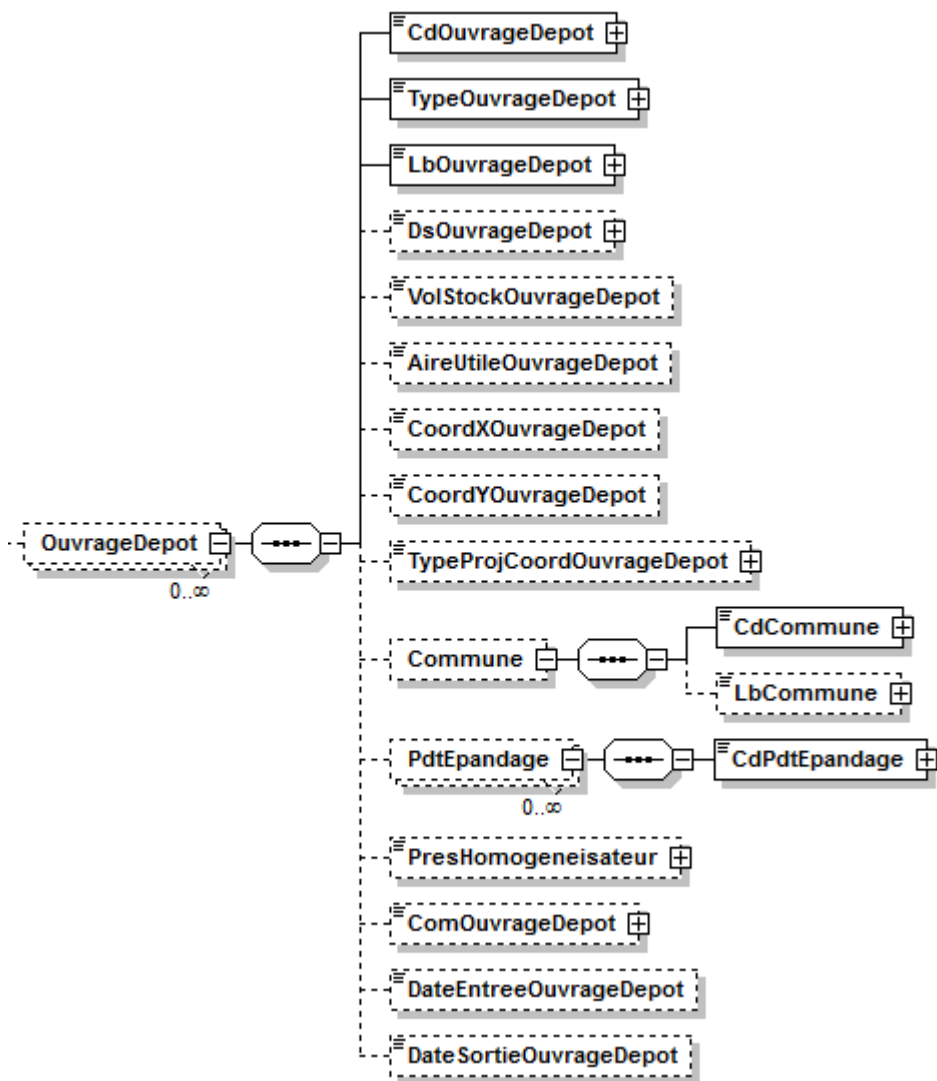 CdOuvrageDepot
TypeOuvrageDepot
LbOuvrageDepot
DsOuvrageDepot
VolStockOuvrageDepot
AireUtileOuvrageDepot
CoordXOuvrageDepot
CoordYOuvrageDepot
OuvrageDepot
0..∞
TypeProjCoordOuvrageDepot
Commune
CdCommune
LbCommune
PdtEpandage
0..∞
CdPdtEpandage
PresHomogeneisateur
ComOuvrageDepot
DateEntreeOuvrageDepot
DateSortieOuvrageDepot